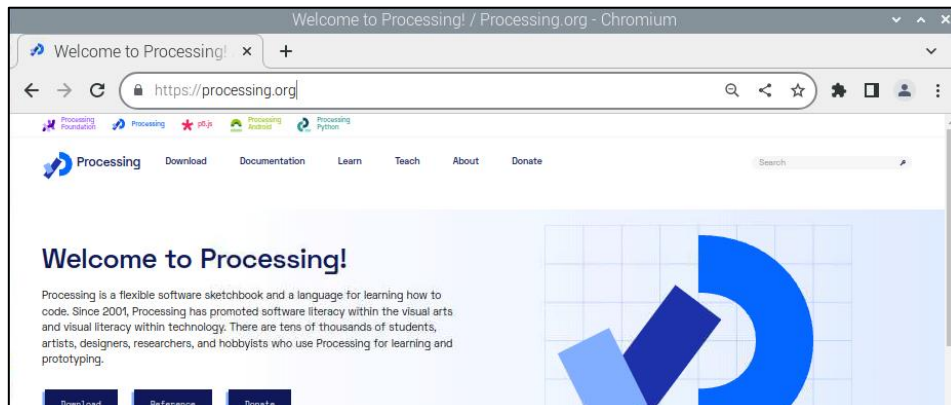 Welcome to Processing! / Processing.org - Chromium
Welcome to Processing!
https://processing.org
Processing Foundation
Processing
p5.js
Processing Android
Processing Python
Processing Download Documentation Learn Teach About Donate Search
Welcome to Processing!
Processing is a flexible software sketchbook and a language for learning how to
code. Since 2001, Processing has promoted software literacy within the visual arts
and visual literacy within technology. There are tens of thousands of students,
artists, designers, researchers, and hobbyists who use Processing for learning and
prototyping.
Download Reference Donate